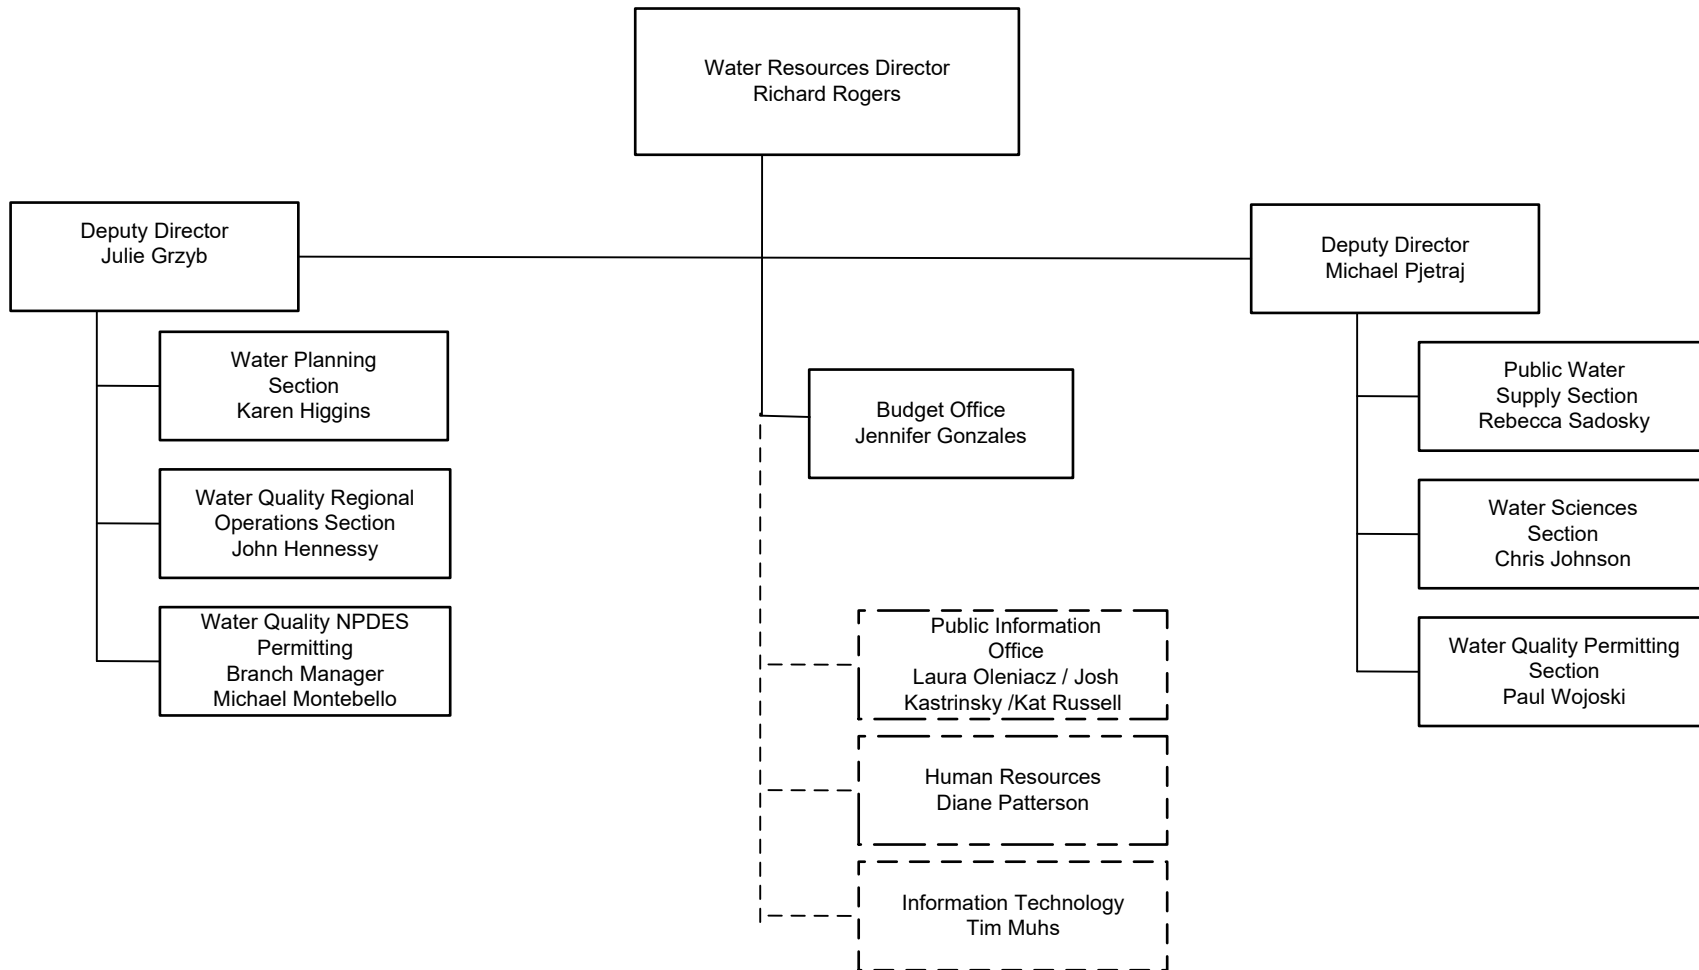 Water Resources Director
Richard Rogers
Deputy Director
Julie Grzyb
Deputy Director
Michael Pjetraj
Water Planning
Section
Karen Higgins
Water Quality Regional
Operations Section
John Hennessy
Water Quality NPDES
Permitting
Branch Manager
Michael Montebello
Budget Office
Jennifer Gonzales
Public Information
Office
Laura Oleniacz / Josh
Kastrinsky /Kat Russell
Human Resources
Diane Patterson
Information Technology
Tim Muhs
Public Water
Supply Section
Rebecca Sadosky
Water Sciences
Section
Chris Johnson
Water Quality Permitting
Section
Paul Wojoski